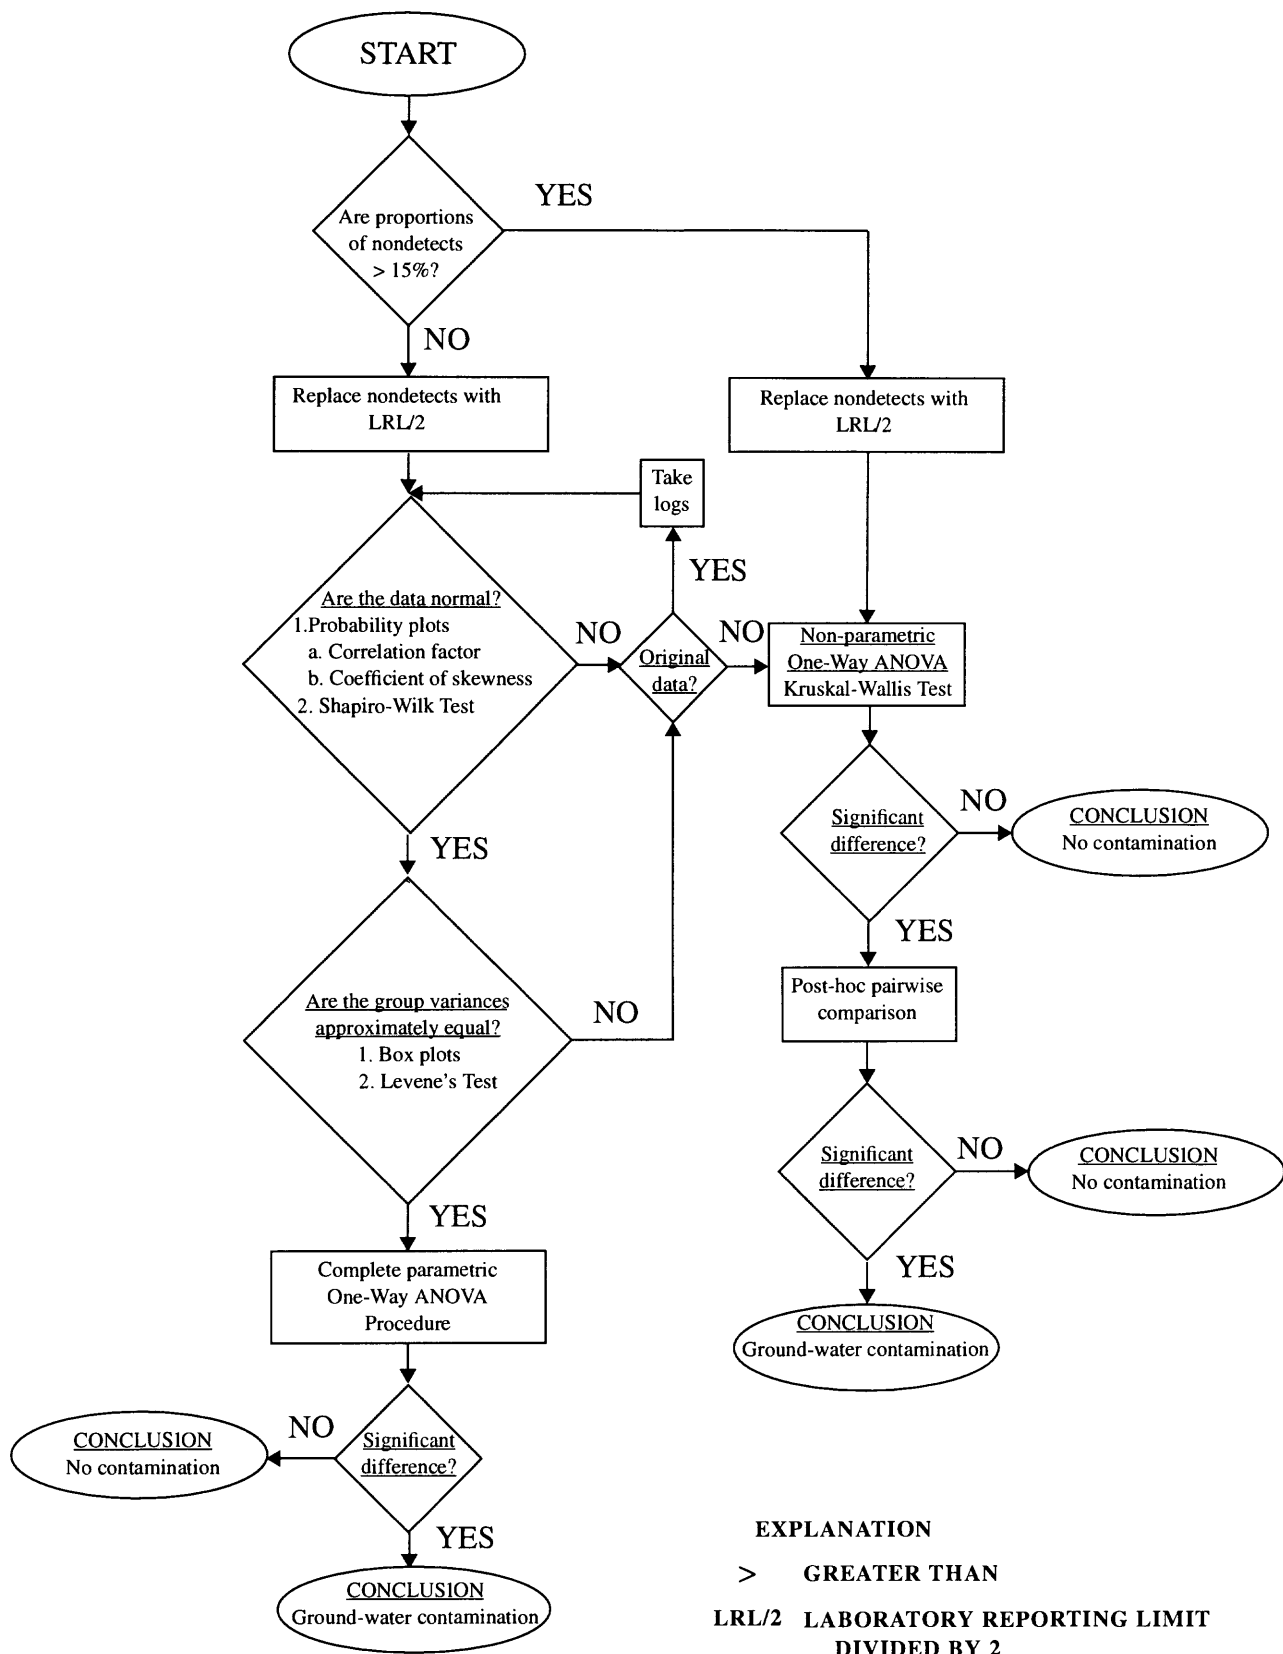 START
YES
Are proportions
of nondetects
> 15%?
NO
Replace nondetects with
LRL/2
Replace nondetects with
LRL/2
Take
logs
YES
Are the data normal?
1.Probability plots
a. Correlation factor
b. Coefficient of skewness
2. Shapiro-Wilk Test
NO
Original
data?
NO
Non-parametric
One-Way ANOVA
Kruskal-Wallis Test
Significant
difference?
NO
CONCLUSION
No contamination
YES
YES
Post-hoc pairwise
comparison
Are the group variances
approximately equal?
1. Box plots
2. Levene's Test
NO
Significant
difference?
NO
CONCLUSION
No contamination
YES
YES
Complete parametric
One-Way ANOVA
Procedure
CONCLUSION
Ground-water contamination
Significant
difference?
NO
CONCLUSION
No contamination
YES
CONCLUSION
Ground-water contamination
EXPLANATION
> GREATER THAN
LRL/2 LABORATORY REPORTING LIMIT
DIVIDED BY 2